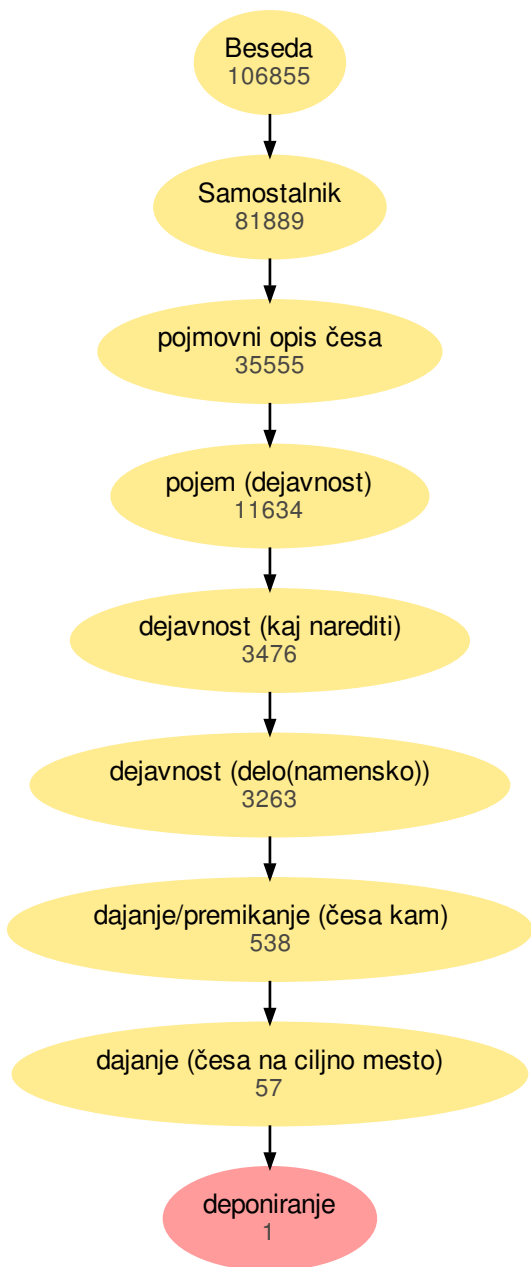 Beseda
106855
Samostalnik
81889
pojmovni opis česa
35555
pojem (dejavnost)
11634
dejavnost (kaj narediti)
3476
dejavnost (delo(namensko))
3263
dajanje/premikanje (česa kam)
538
dajanje (česa na ciljno mesto)
57
deponiranje
1